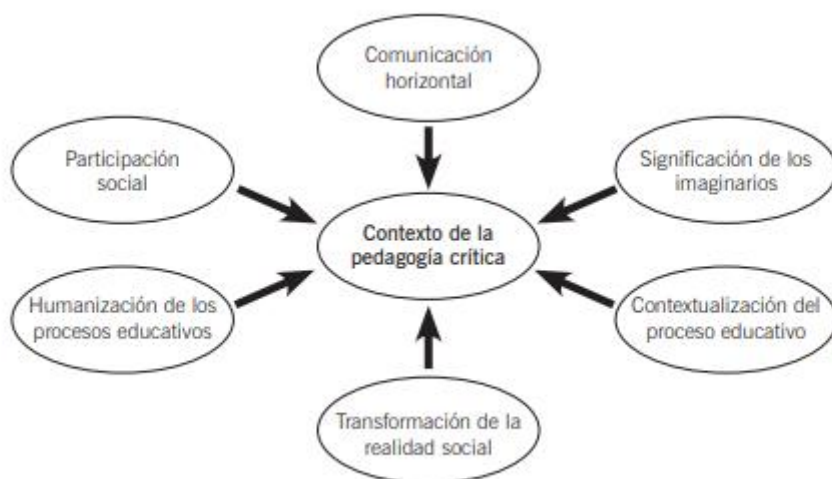 Comunicación
horizontal
Participación
social
Significación de los
imaginarios
Contexto de la
pedagogía crítica
Humanización de los
procesos educativos
Contextualización del
proceso educativo
Transformación de la
realidad social